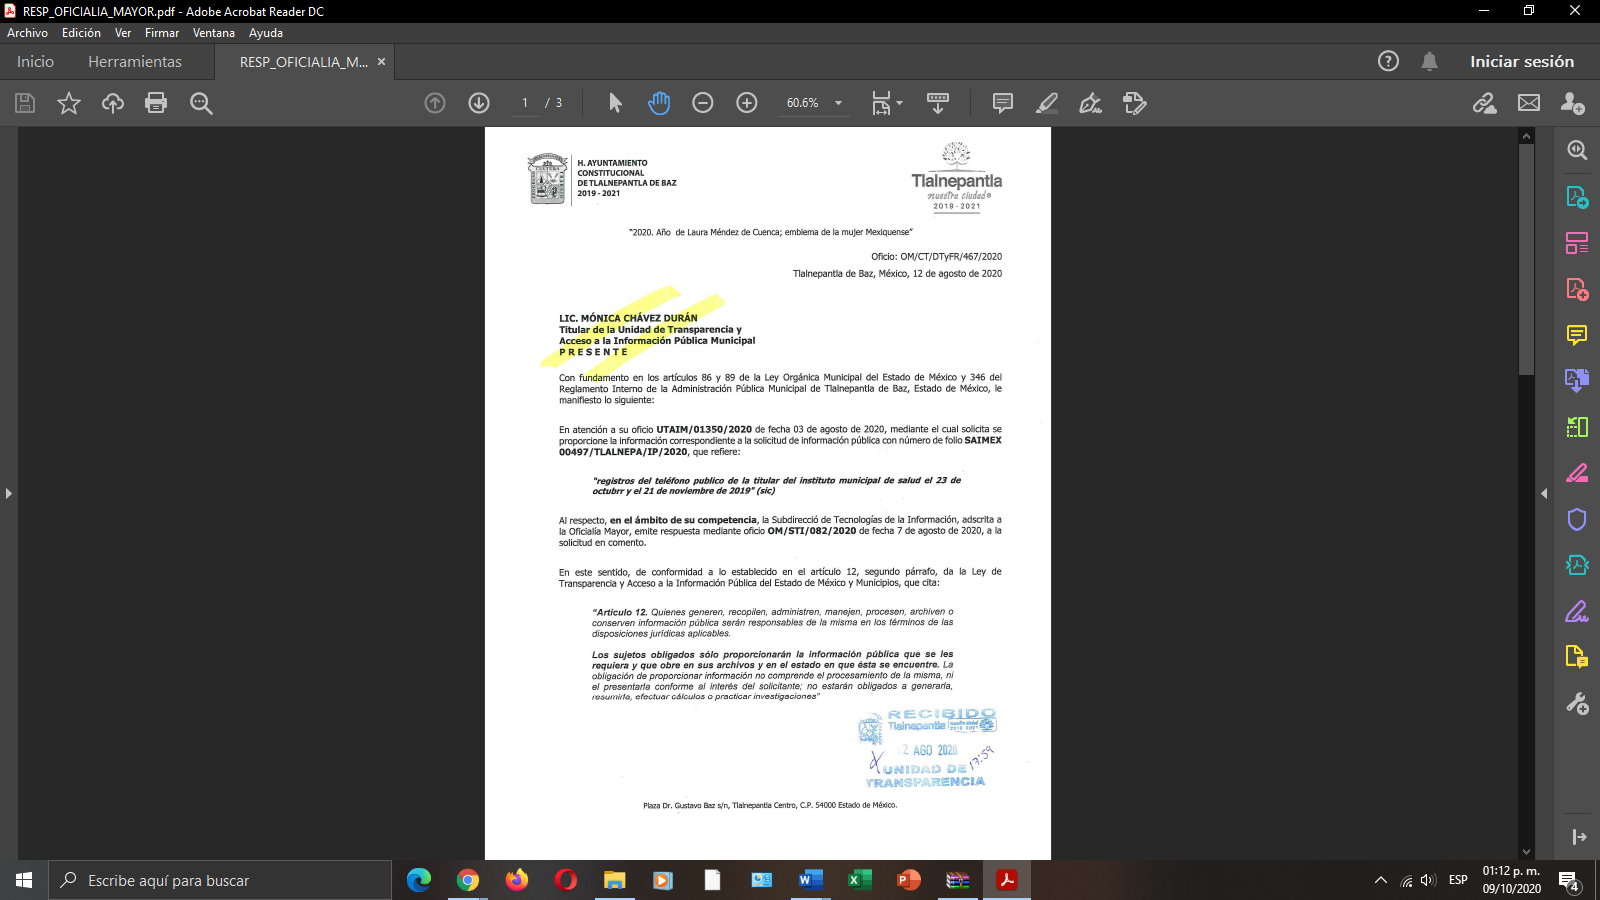 RESP_OFICIALIA_MAYOR.pdf - Adobe Acrobat Reader DC
Archivo Edición Ver Firmar Ventana Ayuda
Inicio Herramientas RESP_OFICIALIA_M... × Iniciar sesión
1 / 3 60.6%
H. AYUNTAMIENTO
CONSTITUCIONAL
DE TLALNEPANTLA DE BAZ
2019 - 2021
Tlalnepantla
nuestra ciudad
2019 - 2021
"2020. Año de Laura Méndez de Cuenca; emblema de la mujer Mexiquense"
Oficio: OM/CT/DTyFR/467/2020
Tlalnepantla de Baz, México, 12 de agosto de 2020
LIC. MÓNICA CHÁVEZ DURÁN
Titular de la Unidad de Transparencia y
Acceso a la Información Pública Municipal
P R E S E N T E
Con fundamento en los artículos 86 y 89 de la Ley Orgánica Municipal del Estado de México y 346 del
Reglamento Interno de la Administración Pública Municipal de Tlalnepantla de Baz, Estado de México, le
manifiesto lo siguiente:
En atención a su oficio UTAIM/01350/2020 de fecha 03 de agosto de 2020, mediante el cual solicita se
proporcione la información correspondiente a la solicitud de información pública con número de folio SAIMEX
00497/TLALNEPA/IP/2020, que refiere:
"registros del teléfono publico de la titular del instituto municipal de salud el 23 de
octubrr y el 21 de noviembre de 2019" (sic)
Al respecto, en el ámbito de su competencia, la Subdirecció de Tecnologías de la Información, adscrita a
la Oficialía Mayor, emite respuesta mediante oficio OM/STI/082/2020 de fecha 7 de agosto de 2020, a la
solicitud en comento.
En este sentido, de conformidad a lo establecido en el artículo 12, segundo párrafo, da la Ley de
Transparencia y Acceso a la Información Pública del Estado de México y Municipios, que cita:
"Artículo 12. Quienes generen, recopilen, administren, manejen, procesen, archiven o
conserven información pública serán responsables de la misma en los términos de las
disposiciones jurídicas aplicables.
Los sujetos obligados sólo proporcionarán la información pública que se les
requiera y que obre en sus archivos y en el estado en que ésta se encuentre. La
obligación de proporcionar información no comprende el procesamiento de la misma, ni
el presentarla conforme al interés del solicitante; no estarán obligados a generarla,
resumirla, efectuar cálculos o practicar investigaciones"
RECIBIDO
Tlalnepantla
2 AGO 2020
17:59
UNIDAD DE
TRANSPARENCIA
Plaza Dr. Gustavo Baz s/n, Tlalnepantla Centro, C.P. 54000 Estado de México.
Escribe aquí para buscar
ESP
01:12 p. m.
09/10/2020
4